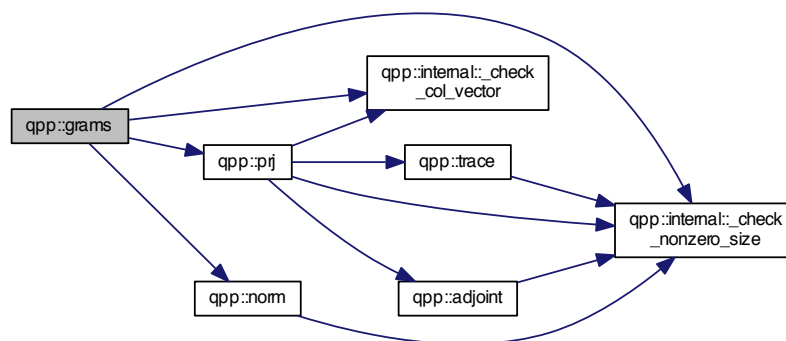 qpp::internal::_check
_col_vector
qpp::grams
qpp::prj
qpp::trace
qpp::internal::_check
_nonzero_size
qpp::norm
qpp::adjoint